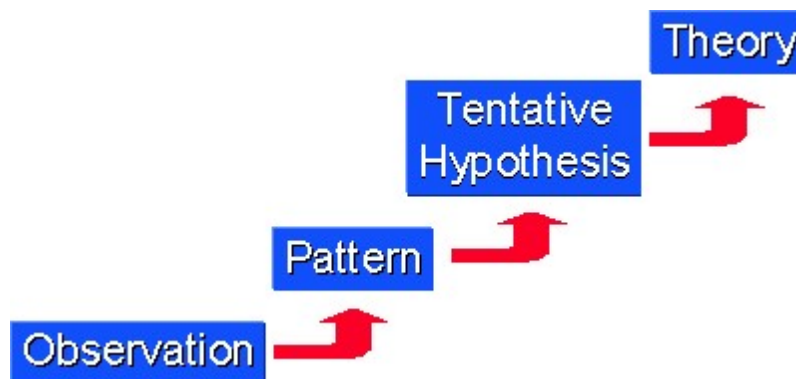 Theory
Tentative
Hypothesis
Pattern
Observation